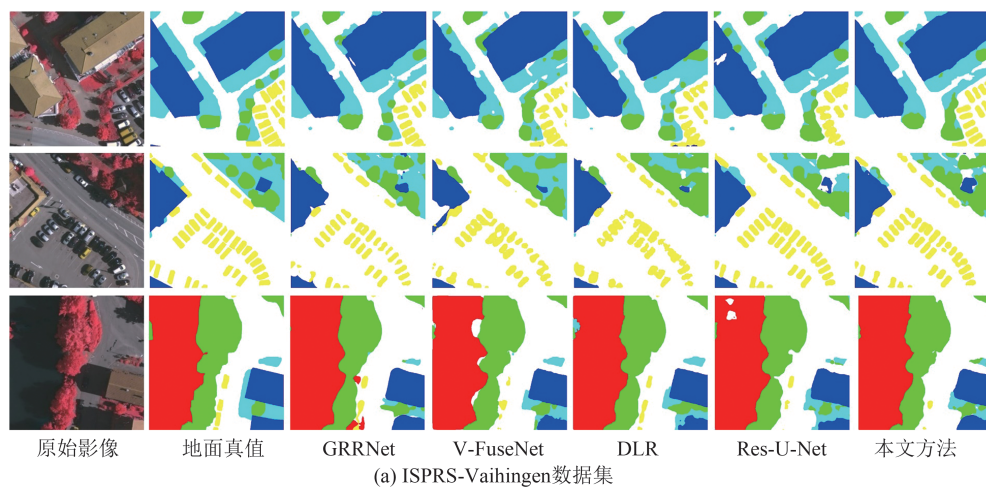 原始影像 地面真值 GRRNet V-FuseNet DLR Res-U-Net 本文方法
(a) ISPRS-Vaihingen数据集